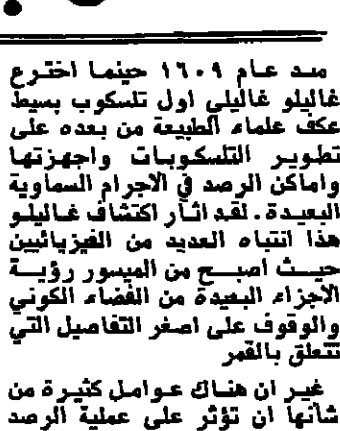 منذ عام ١٦٠٩ حينما اخترع
غاليلو غاليلي اول تلسكوب بسيط
عكف علماء الطبيعة من بعده على
تطوير التلسكوبات واجهزتها
واماكن الرصد في الاجرام السماوية
البعيدة . لقد اثار اكتشاف غاليلو
هذا انتباه العديد من الفيزيائيين
حيث اصبح من الميسور رؤية
الاجزاء البعيدة من الفضاء الكوني
والوقوف على اصغر التفاصيل التي
تتعلق بالقمر
غير ان هناك عوامل كثيرة من
شأنها ان تؤثر على عملية الرصد